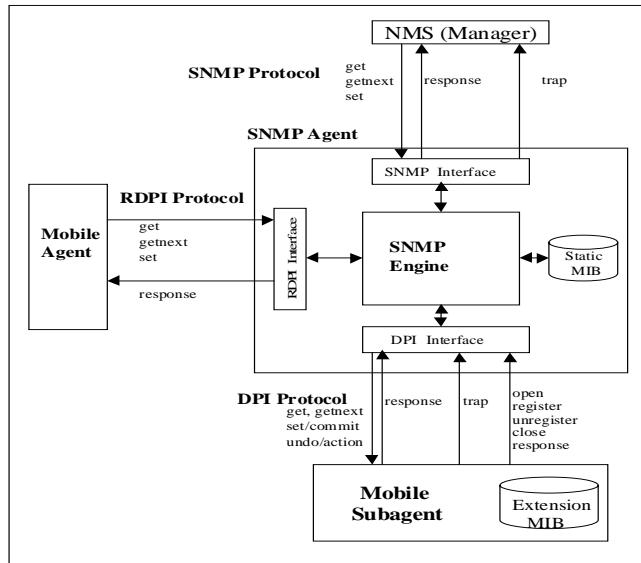 NMS (Manager)
SNMP Protocol
get
getnext
set
response
trap
SNMP Agent
SNMP Interface
RDPI Protocol
Mobile
Agent
get
getnext
set
response
RDPI Interface
SNMP
Engine
Static
MIB
DPI Interface
DPI Protocol
get, getnext
set/commit
undo/action
response
trap
open
register
unregister
close
response
Mobile
Subagent
Extension
MIB